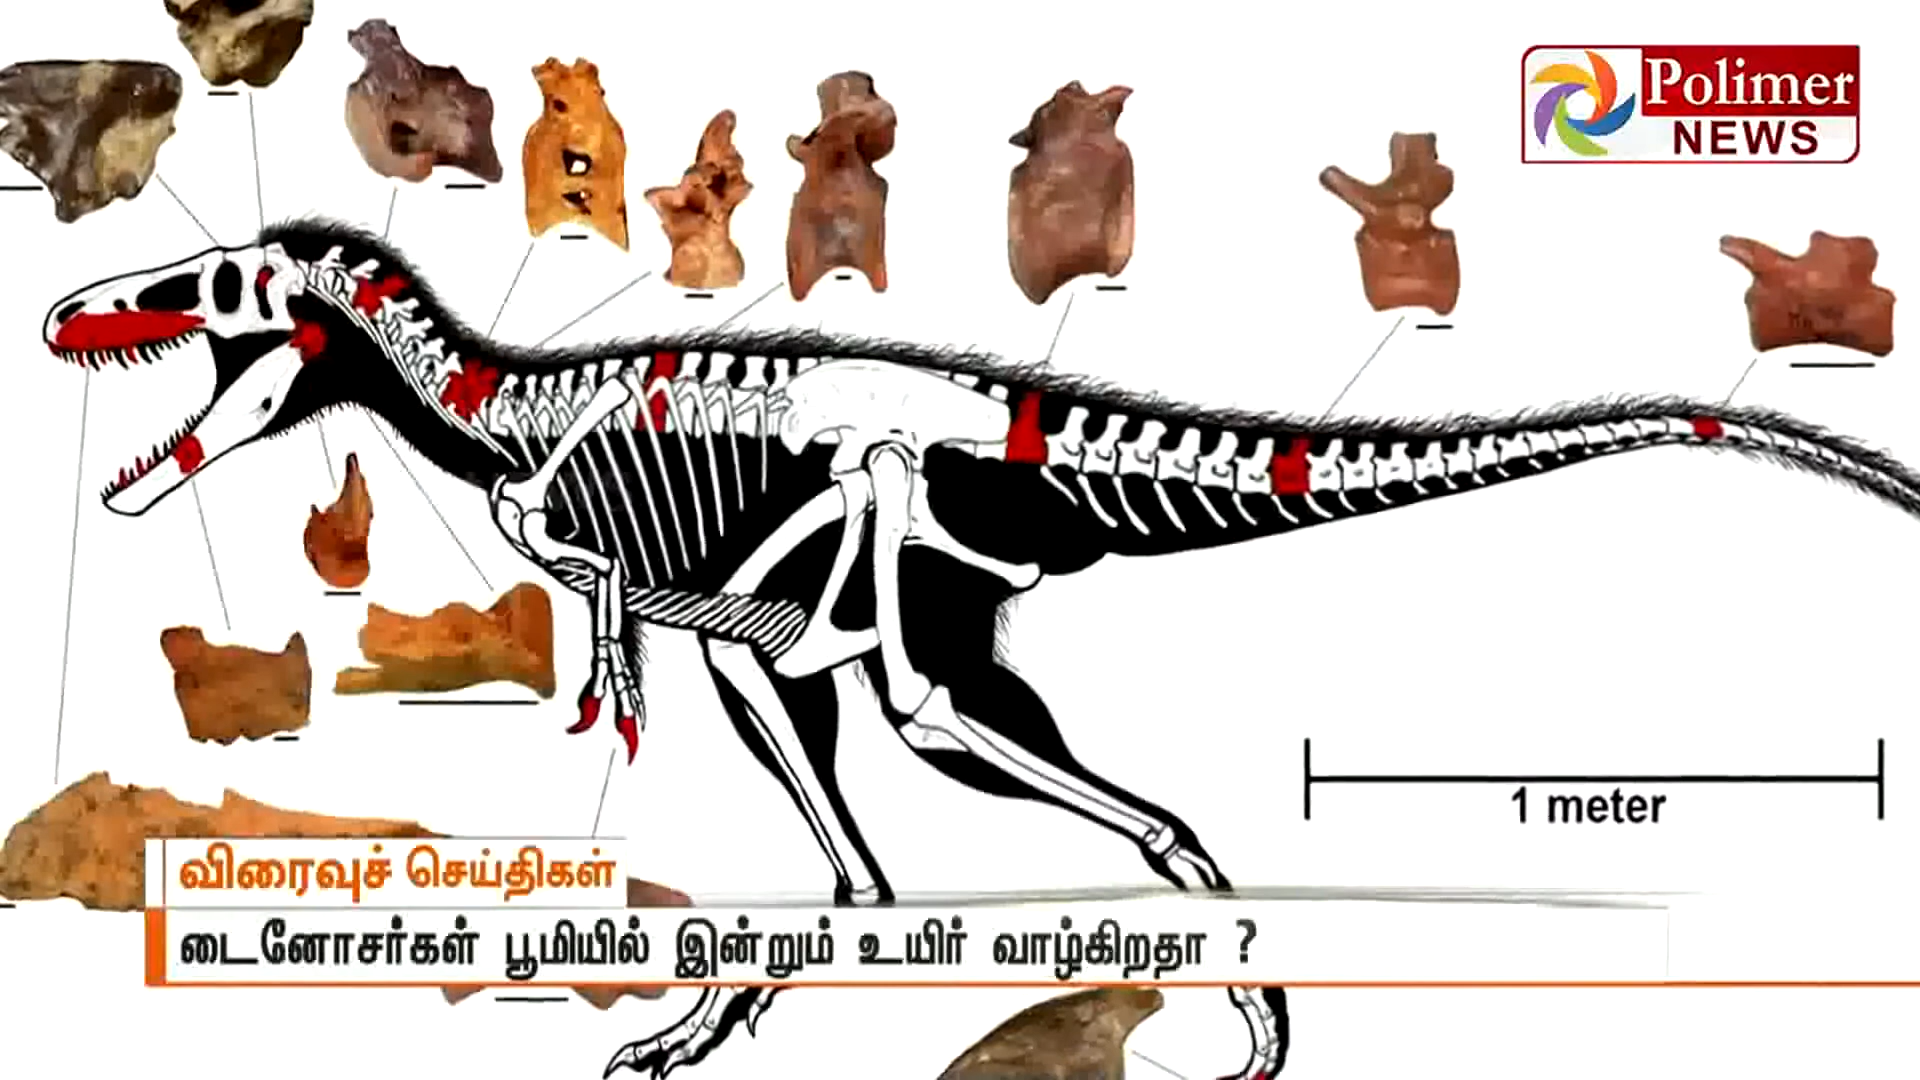 Polimer
NEWS
1 meter
விரைவுச் செய்திகள்
டைனோசர்கள் பூமியில் இன்றும் உயிர் வாழ்கிறதா ?